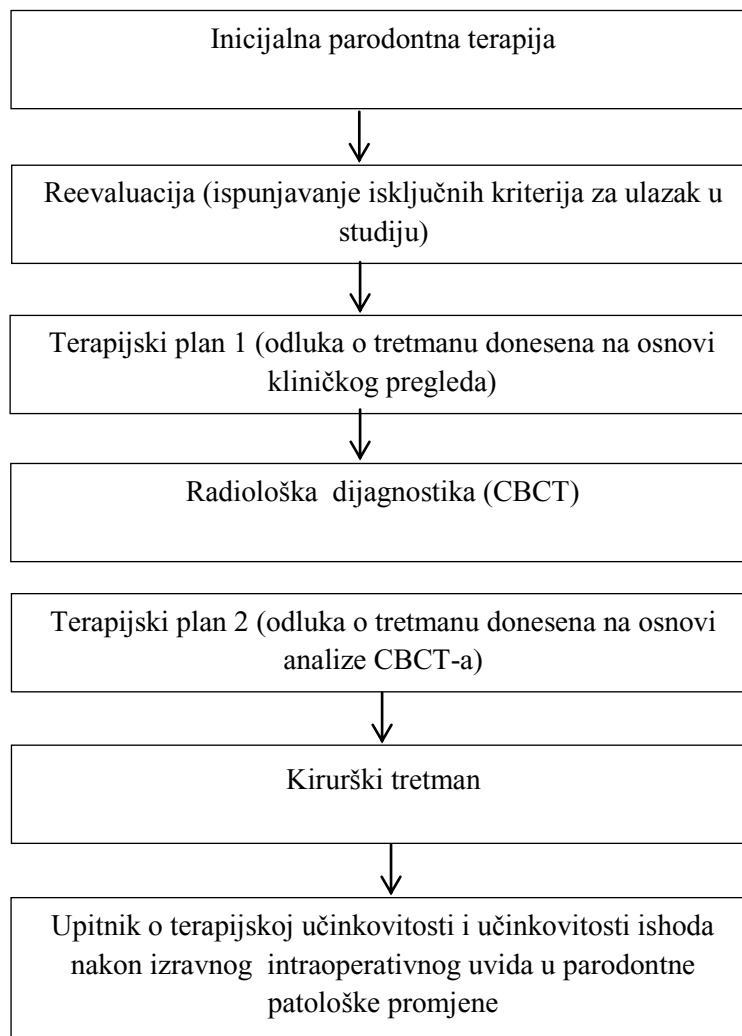 Inicijalna parodontna terapija
Reevaluacija (ispunjavanje isključnih kriterija za ulazak u
studiju)
Terapijski plan 1 (odluka o tretmanu donesena na osnovi
kliničkog pregleda)
Radiološka dijagnostika (CBCT)
Terapijski plan 2 (odluka o tretmanu donesena na osnovi
analize CBCT-a)
Kirurški tretman
Upitnik o terapijskoj učinkovitosti i učinkovitosti ishoda
nakon izravnog intraoperativnog uvida u parodontne
patološke promjene